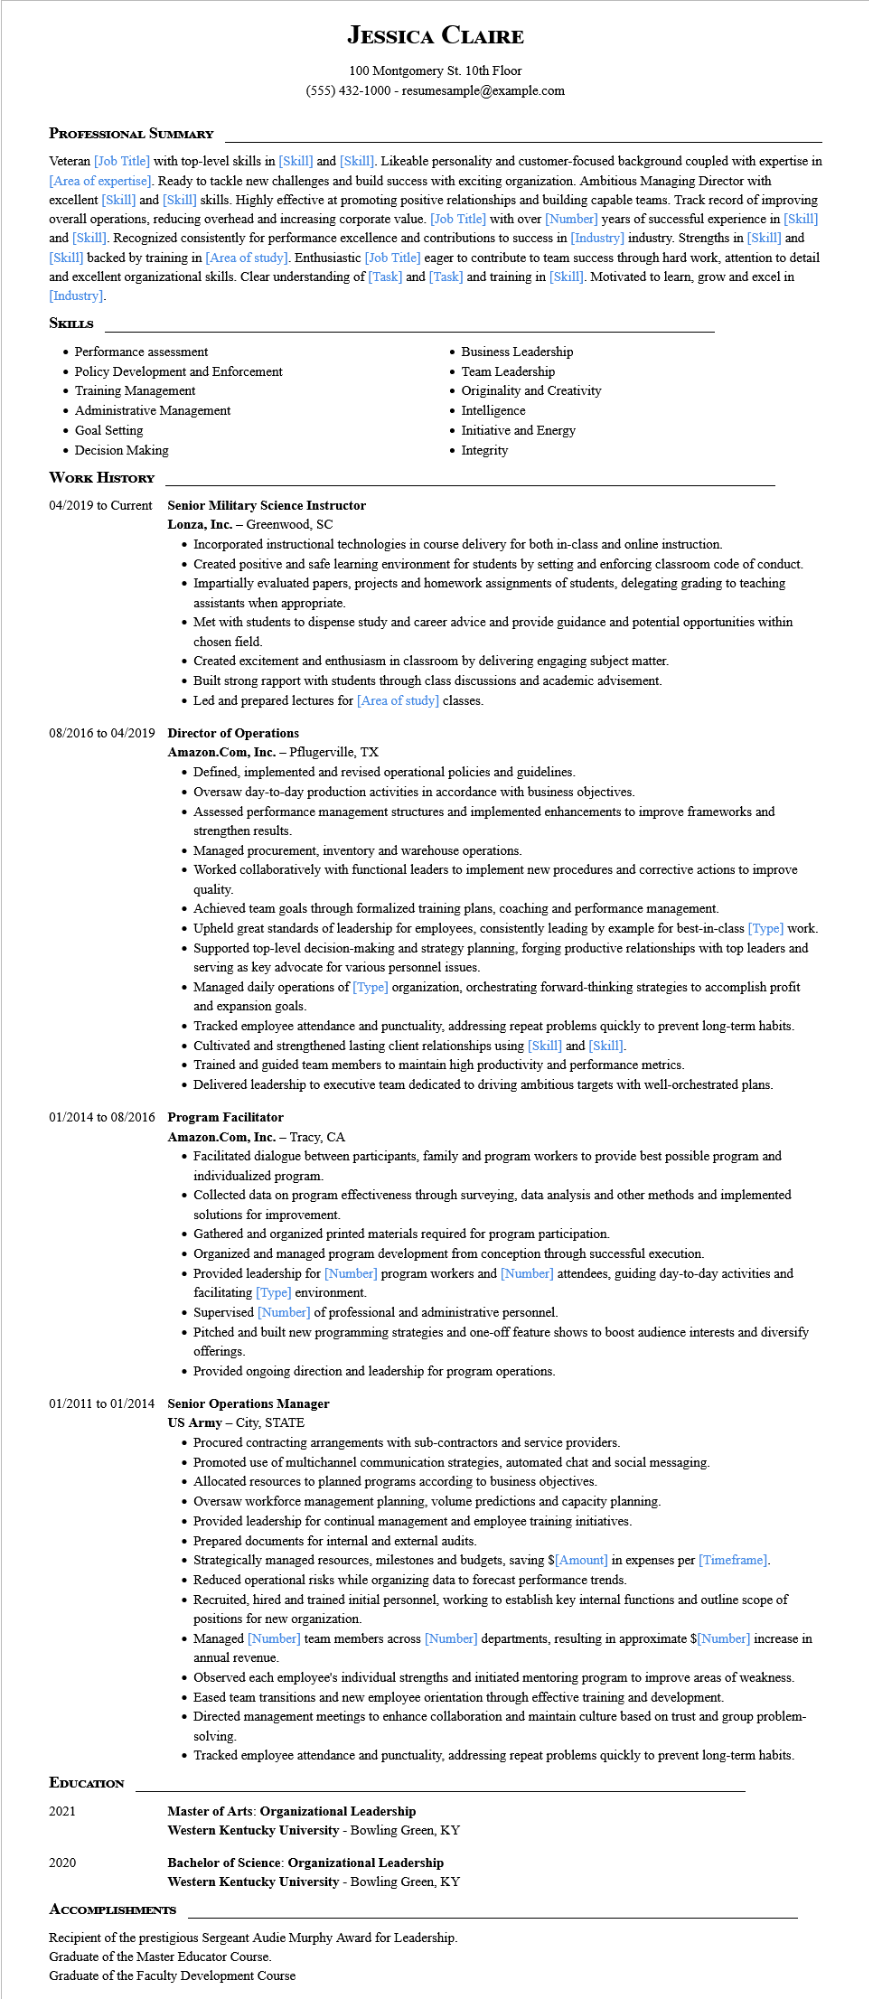 Jessica Claire
100 Montgomery St. 10th Floor
(555) 432-1000 - resumesample@example.com
Professional Summary
Veteran [Job Title] with top-level skills in [Skill] and [Skill]. Likeable personality and customer-focused background coupled with expertise in
[Area of expertise]. Ready to tackle new challenges and build success with exciting organization. Ambitious Managing Director with
excellent [Skill] and [Skill] skills. Highly effective at promoting positive relationships and building capable teams. Track record of improving
overall operations, reducing overhead and increasing corporate value. [Job Title] with over [Number] years of successful experience in [Skill]
and [Skill]. Recognized consistently for performance excellence and contributions to success in [Industry] industry. Strengths in [Skill] and
[Skill] backed by training in [Area of study]. Enthusiastic [Job Title] eager to contribute to team success through hard work, attention to detail
and excellent organizational skills. Clear understanding of [Task] and [Task] and training in [Skill]. Motivated to learn, grow and excel in
[Industry].
Skills
• Performance assessment
• Policy Development and Enforcement
• Training Management
• Administrative Management
• Goal Setting
• Decision Making
• Business Leadership
• Team Leadership
• Originality and Creativity
• Intelligence
• Initiative and Energy
• Integrity
Work History
04/2019 to Current Senior Military Science Instructor
Lonza, Inc. – Greenwood, SC
• Incorporated instructional technologies in course delivery for both in-class and online instruction.
• Created positive and safe learning environment for students by setting and enforcing classroom code of conduct.
• Impartially evaluated papers, projects and homework assignments of students, delegating grading to teaching
assistants when appropriate.
• Met with students to dispense study and career advice and provide guidance and potential opportunities within
chosen field.
• Created excitement and enthusiasm in classroom by delivering engaging subject matter.
• Built strong rapport with students through class discussions and academic advisement.
• Led and prepared lectures for [Area of study] classes.
08/2016 to 04/2019 Director of Operations
Amazon.Com, Inc. – Pflugerville, TX
• Defined, implemented and revised operational policies and guidelines.
• Oversaw day-to-day production activities in accordance with business objectives.
• Assessed performance management structures and implemented enhancements to improve frameworks and
strengthen results.
• Managed procurement, inventory and warehouse operations.
• Worked collaboratively with functional leaders to implement new procedures and corrective actions to improve
quality.
• Achieved team goals through formalized training plans, coaching and performance management.
• Upheld great standards of leadership for employees, consistently leading by example for best-in-class [Type] work.
• Supported top-level decision-making and strategy planning, forging productive relationships with top leaders and
serving as key advocate for various personnel issues.
• Managed daily operations of [Type] organization, orchestrating forward-thinking strategies to accomplish profit
and expansion goals.
• Tracked employee attendance and punctuality, addressing repeat problems quickly to prevent long-term habits.
• Cultivated and strengthened lasting client relationships using [Skill] and [Skill].
• Trained and guided team members to maintain high productivity and performance metrics.
• Delivered leadership to executive team dedicated to driving ambitious targets with well-orchestrated plans.
01/2014 to 08/2016 Program Facilitator
Amazon.Com, Inc. – Tracy, CA
• Facilitated dialogue between participants, family and program workers to provide best possible program and
individualized program.
• Collected data on program effectiveness through surveying, data analysis and other methods and implemented
solutions for improvement.
• Gathered and organized printed materials required for program participation.
• Organized and managed program development from conception through successful execution.
• Provided leadership for [Number] program workers and [Number] attendees, guiding day-to-day activities and
facilitating [Type] environment.
• Supervised [Number] of professional and administrative personnel.
• Pitched and built new programming strategies and one-off feature shows to boost audience interests and diversify
offerings.
• Provided ongoing direction and leadership for program operations.
01/2011 to 01/2014 Senior Operations Manager
US Army – City, STATE
• Procured contracting arrangements with sub-contractors and service providers.
• Promoted use of multichannel communication strategies, automated chat and social messaging.
• Allocated resources to planned programs according to business objectives.
• Oversaw workforce management planning, volume predictions and capacity planning.
• Provided leadership for continual management and employee training initiatives.
• Prepared documents for internal and external audits.
• Strategically managed resources, milestones and budgets, saving $[Amount] in expenses per [Timeframe].
• Reduced operational risks while organizing data to forecast performance trends.
• Recruited, hired and trained initial personnel, working to establish key internal functions and outline scope of
positions for new organization.
• Managed [Number] team members across [Number] departments, resulting in approximate $[Number] increase in
annual revenue.
• Observed each employee's individual strengths and initiated mentoring program to improve areas of weakness.
• Eased team transitions and new employee orientation through effective training and development.
• Directed management meetings to enhance collaboration and maintain culture based on trust and group problem-
solving.
• Tracked employee attendance and punctuality, addressing repeat problems quickly to prevent long-term habits.
Education
2021 Master of Arts: Organizational Leadership
Western Kentucky University - Bowling Green, KY
2020 Bachelor of Science: Organizational Leadership
Western Kentucky University - Bowling Green, KY
Accomplishments
Recipient of the prestigious Sergeant Audie Murphy Award for Leadership.
Graduate of the Master Educator Course.
Graduate of the Faculty Development Course